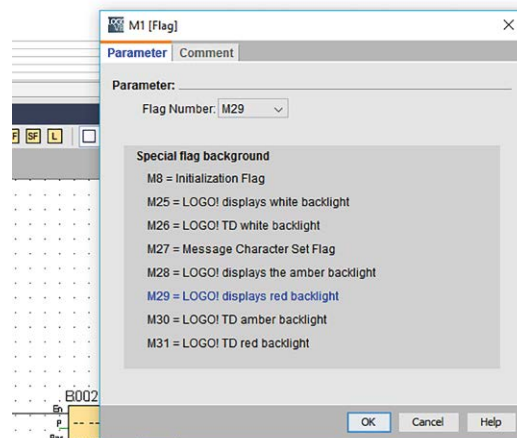 M1 [Flag]
Parameter
Comment
Parameter:
Flag Number: M29
Special flag background
M8 = Initialization Flag
M25 = LOGO! displays white backlight
M26 = LOGO! TD white backlight
M27 = Message Character Set Flag
M28 = LOGO! displays the amber backlight
M29 = LOGO! displays red backlight
M30 = LOGO! TD amber backlight
M31 = LOGO! TD red backlight
SF
L
B002
En
P
OK
Cancel
Help